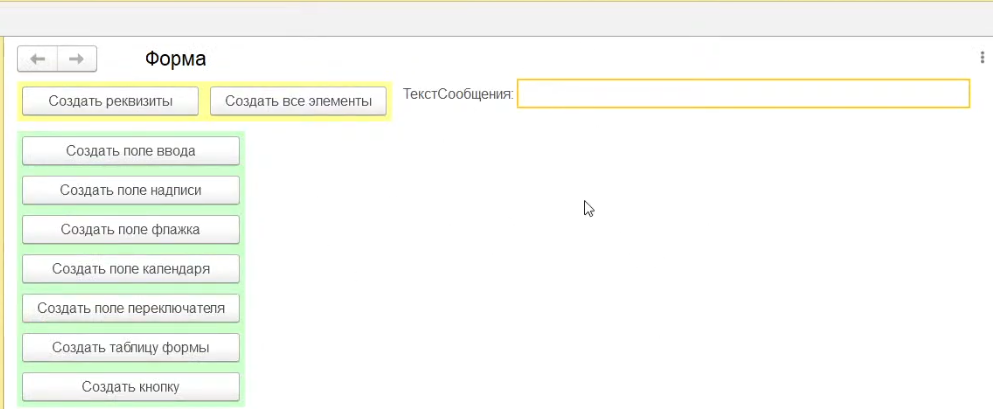 Форма
Создать реквизиты
Создать все элементы
ТекстСообщения:
Создать поле ввода
Создать поле надписи
Создать поле флажка
Создать поле календаря
Создать поле переключателя
Создать таблицу формы
Создать кнопку